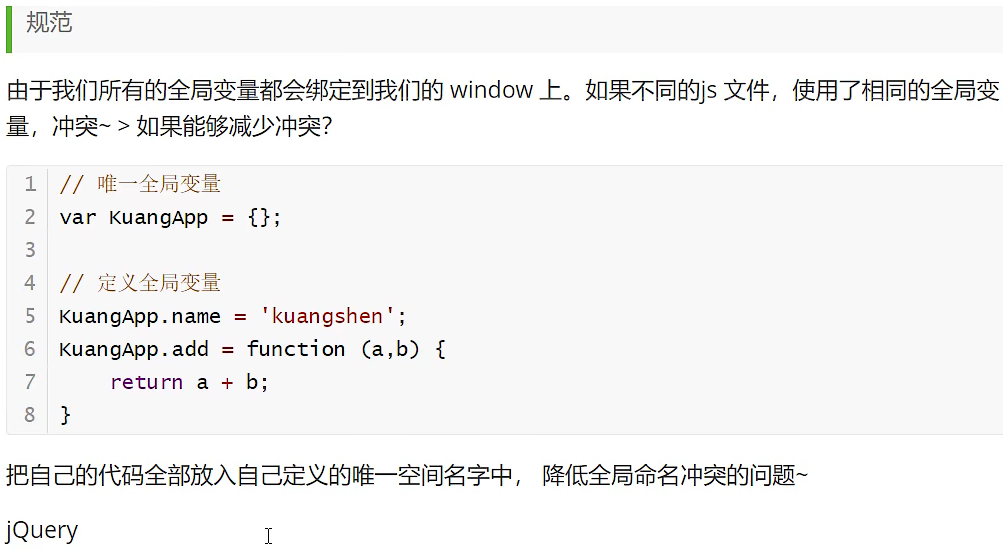 规范
由于我们所有的全局变量都会绑定到我们的 window 上。如果不同的js 文件，使用了相同的全局变
量，冲突~ > 如果能够减少冲突？
1 // 唯一全局变量
2 var KuangApp = {};
3
4 // 定义全局变量
5 KuangApp.name = 'kuangshen';
6 KuangApp.add = function (a,b) {
7     return a + b;
8 }
把自己的代码全部放入自己定义的唯一空间名字中， 降低全局命名冲突的问题~
jQuery